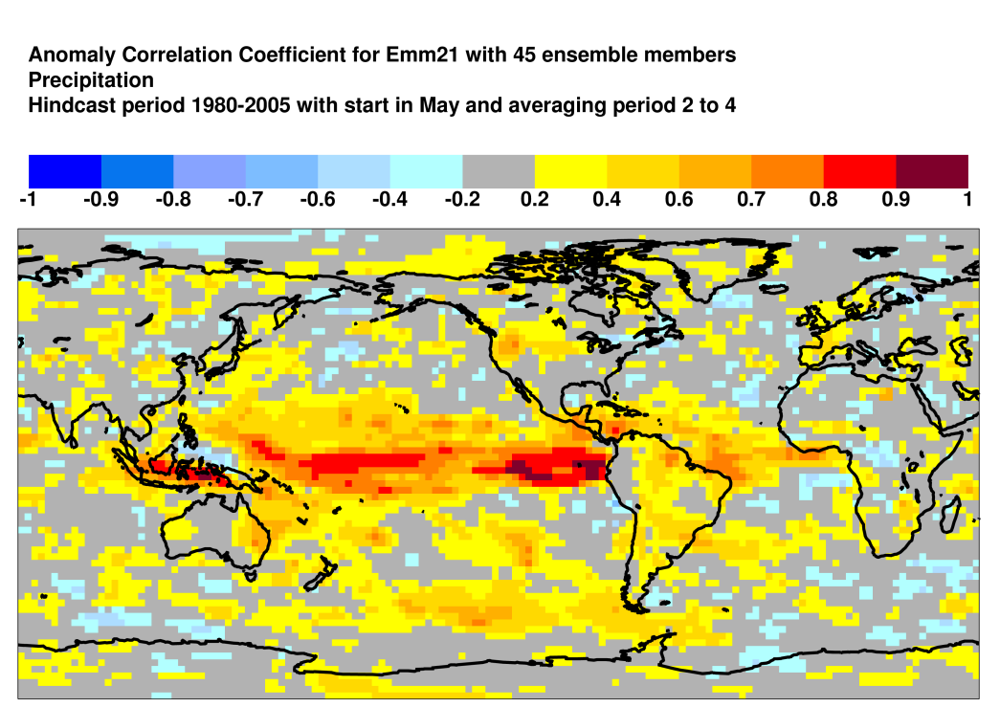 Anomaly Correlation Coefficient for Emm21 with 45 ensemble members
Precipitation
Hindcast period 1980-2005 with start in May and averaging period 2 to 4
-1 -0.9 -0.8 -0.7 -0.6 -0.4 -0.2 0.2 0.4 0.6 0.7 0.8 0.9 1